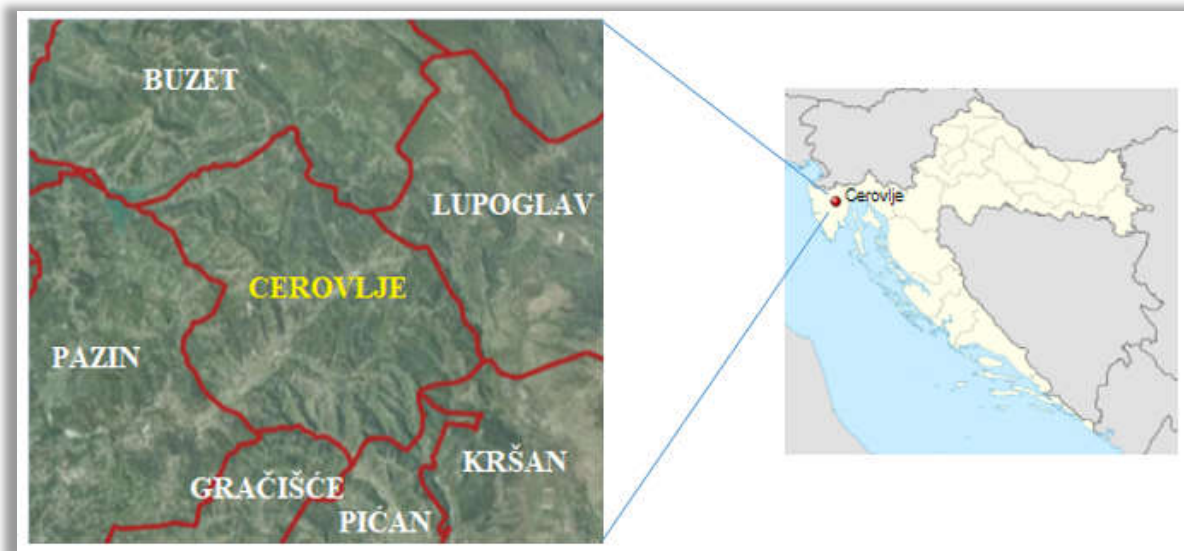 BUZET
LUPOGLAV
Cerovlje
CEROVLJE
PAZIN
KRŠAN
GRAČIŠĆE
PIĆAN